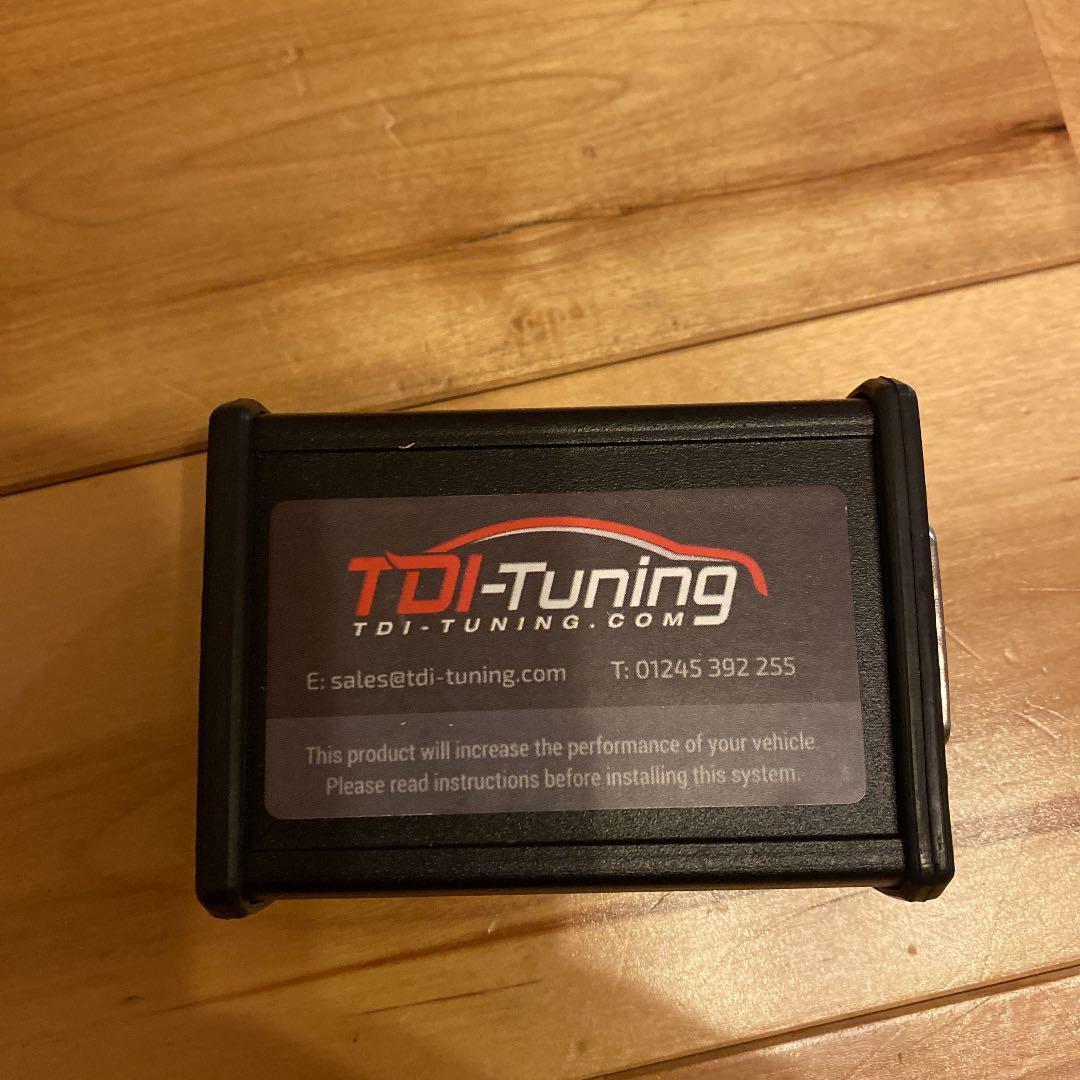 TDI-Tuning
TDI-TUNING.COM
E: sales@tdi-tuning.com T: 01245 392 255
This product will increase the performance of your vehicle.
Please read instructions before installing this system.